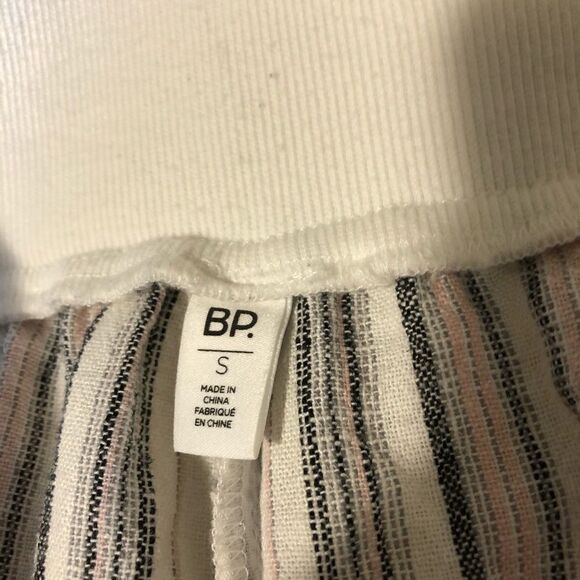 BP.
S
MADE IN
CHINA
FABRIQUÉ
EN CHINE